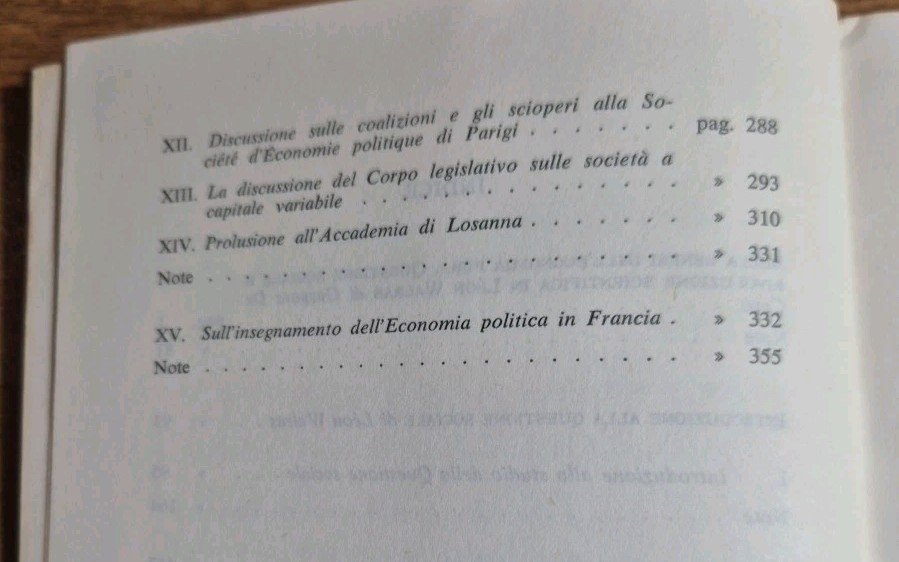 XII. Discussione sulle coalizioni e gli scioperi alla So-
ciété d'Économie politique di Parigi . . . . . . . pag. 288
XIII. La discussione del Corpo legislativo sulle società a
capitale variabile . . . . . . . . . . . . . . » 293
XIV. Prolusione all'Accademia di Losanna . . . . . . . » 310
Note . . . . . . . . . . . . . . . . . . . . . » 331
XV. Sull'insegnamento dell'Economia politica in Francia . » 332
Note . . . . . . . . . . . . . . . . . . . . . » 355